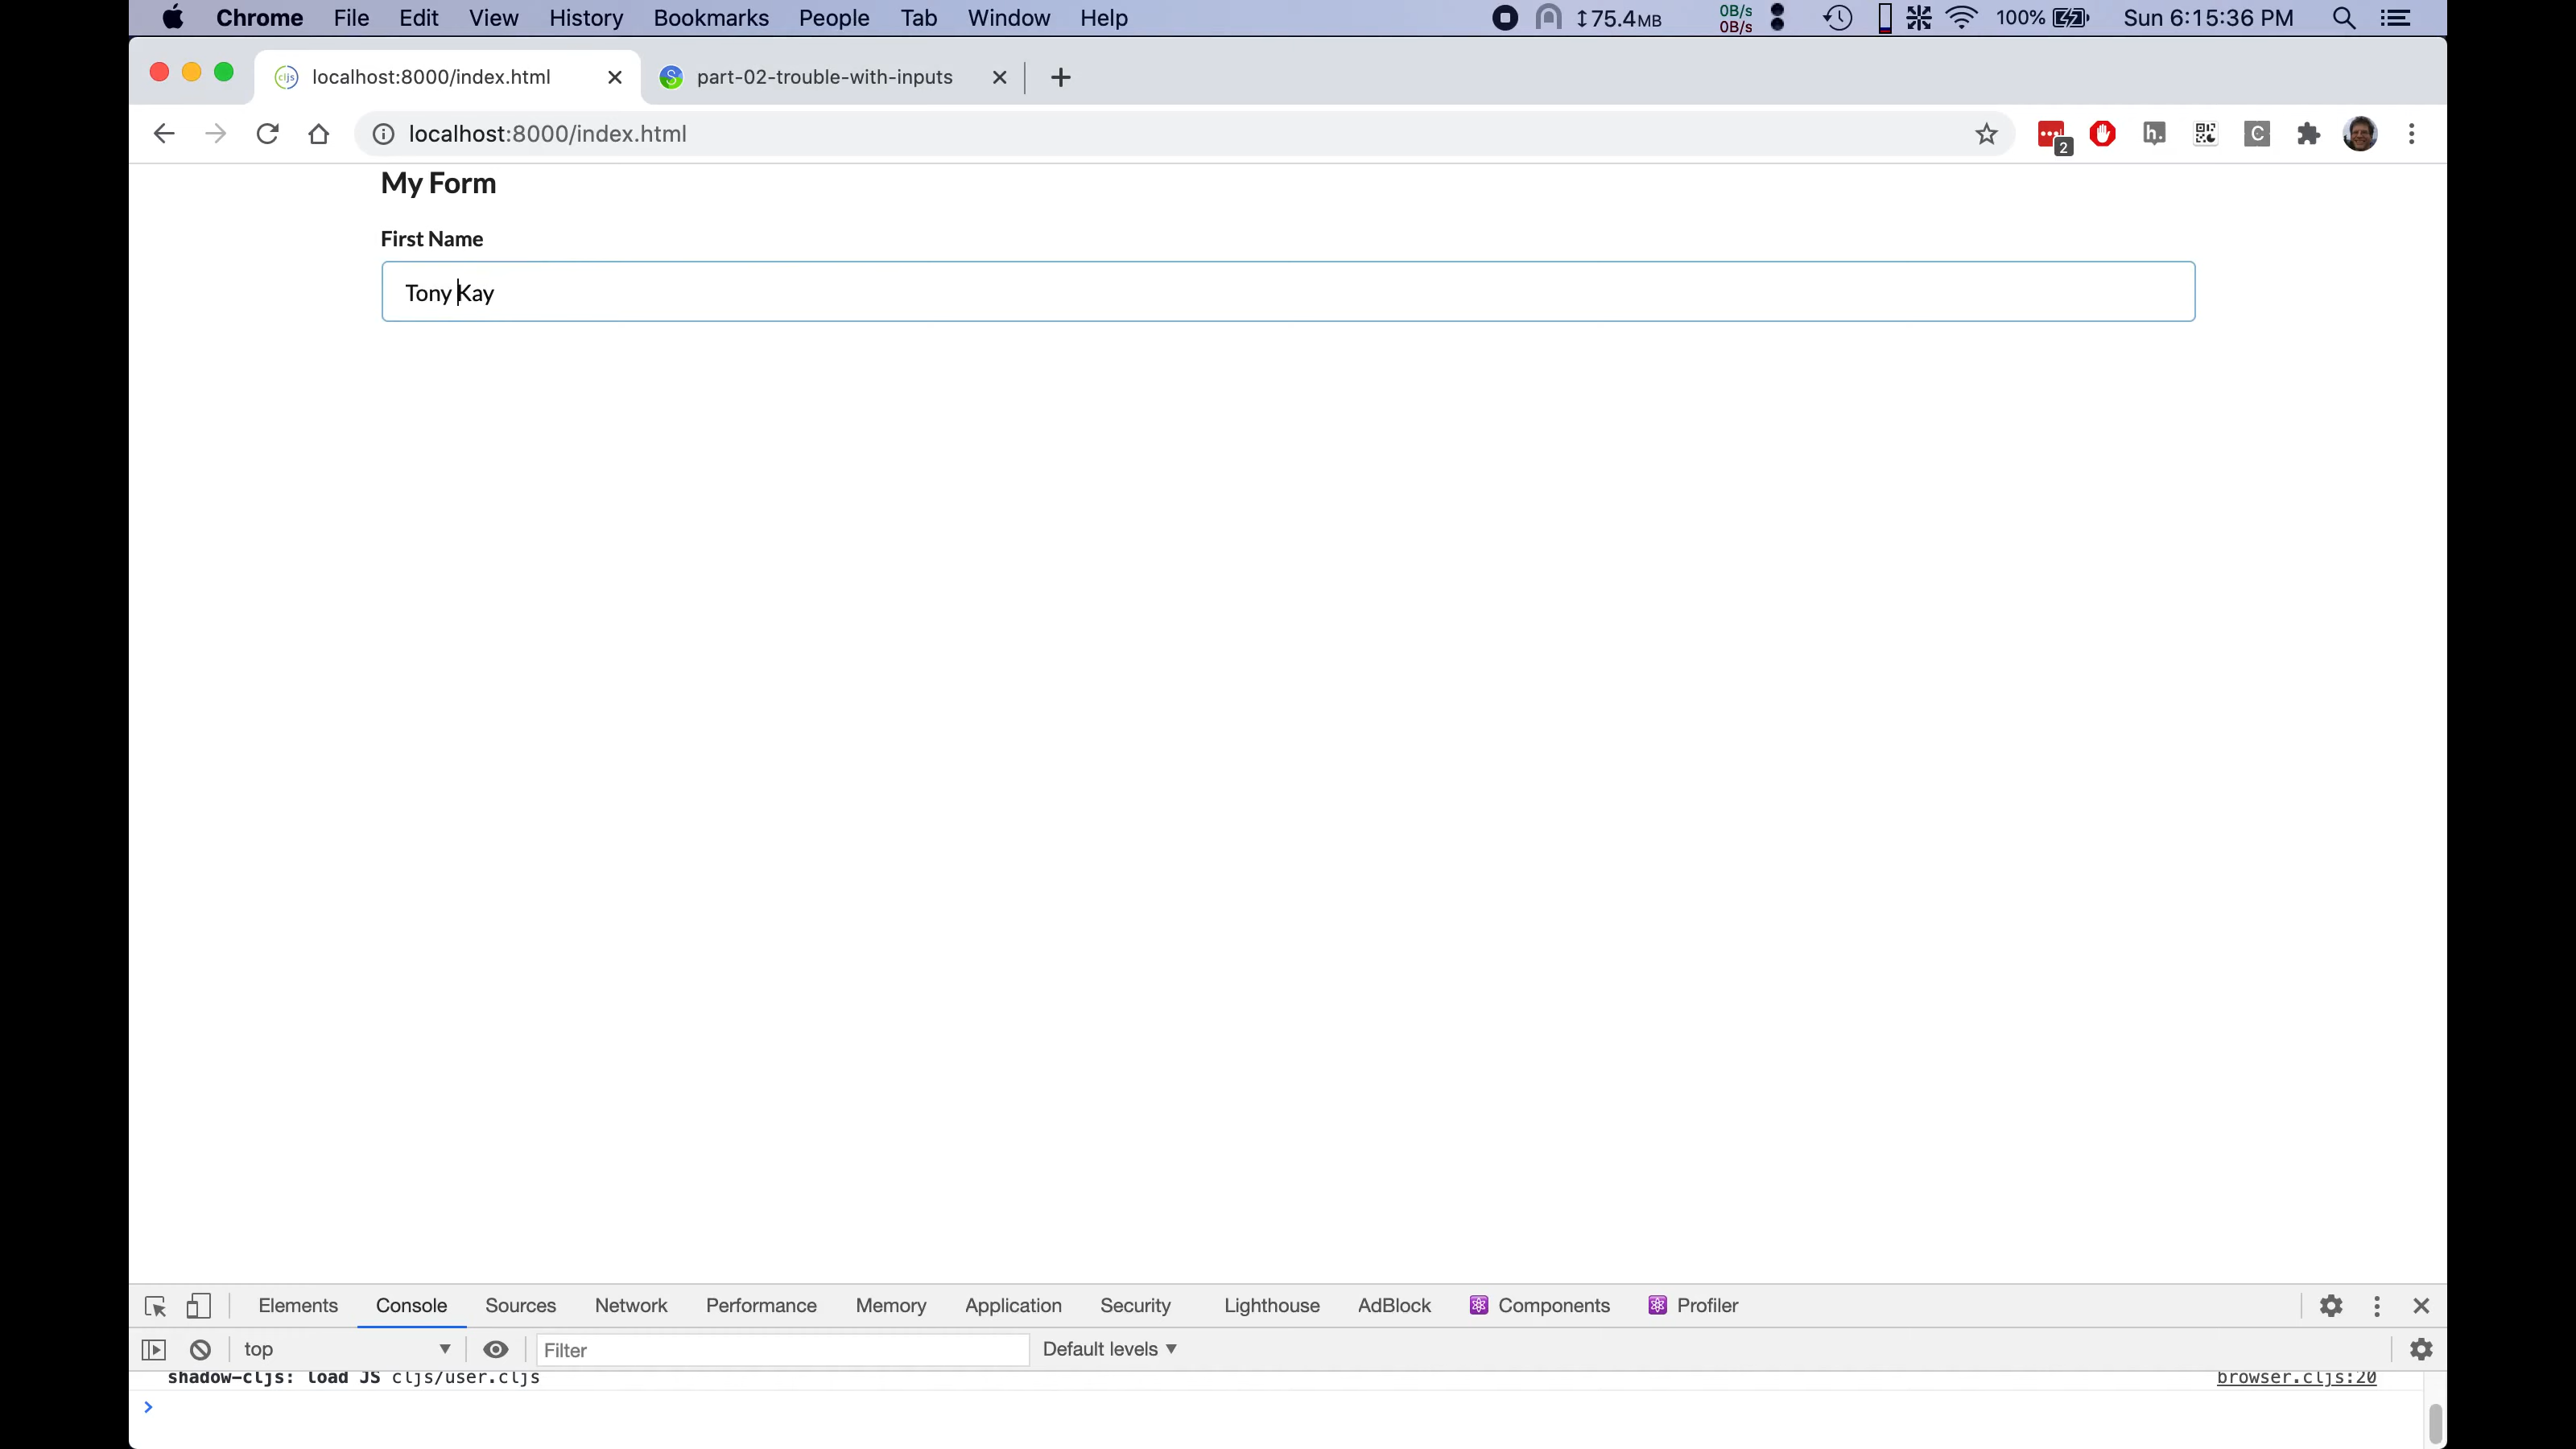 Chrome File Edit View History Bookmarks People Tab Window Help ↕75.4MB 0B/s 0B/s 100% Sun 6:15:36 PM
cljs localhost:8000/index.html part-02-trouble-with-inputs
localhost:8000/index.html 2 h. C
My Form
First Name
Tony Kay
Elements Console Sources Network Performance Memory Application Security Lighthouse AdBlock Components Profiler
top Filter Default levels
shadow-cljs: load JS cljs/user.cljs browser.cljs:20